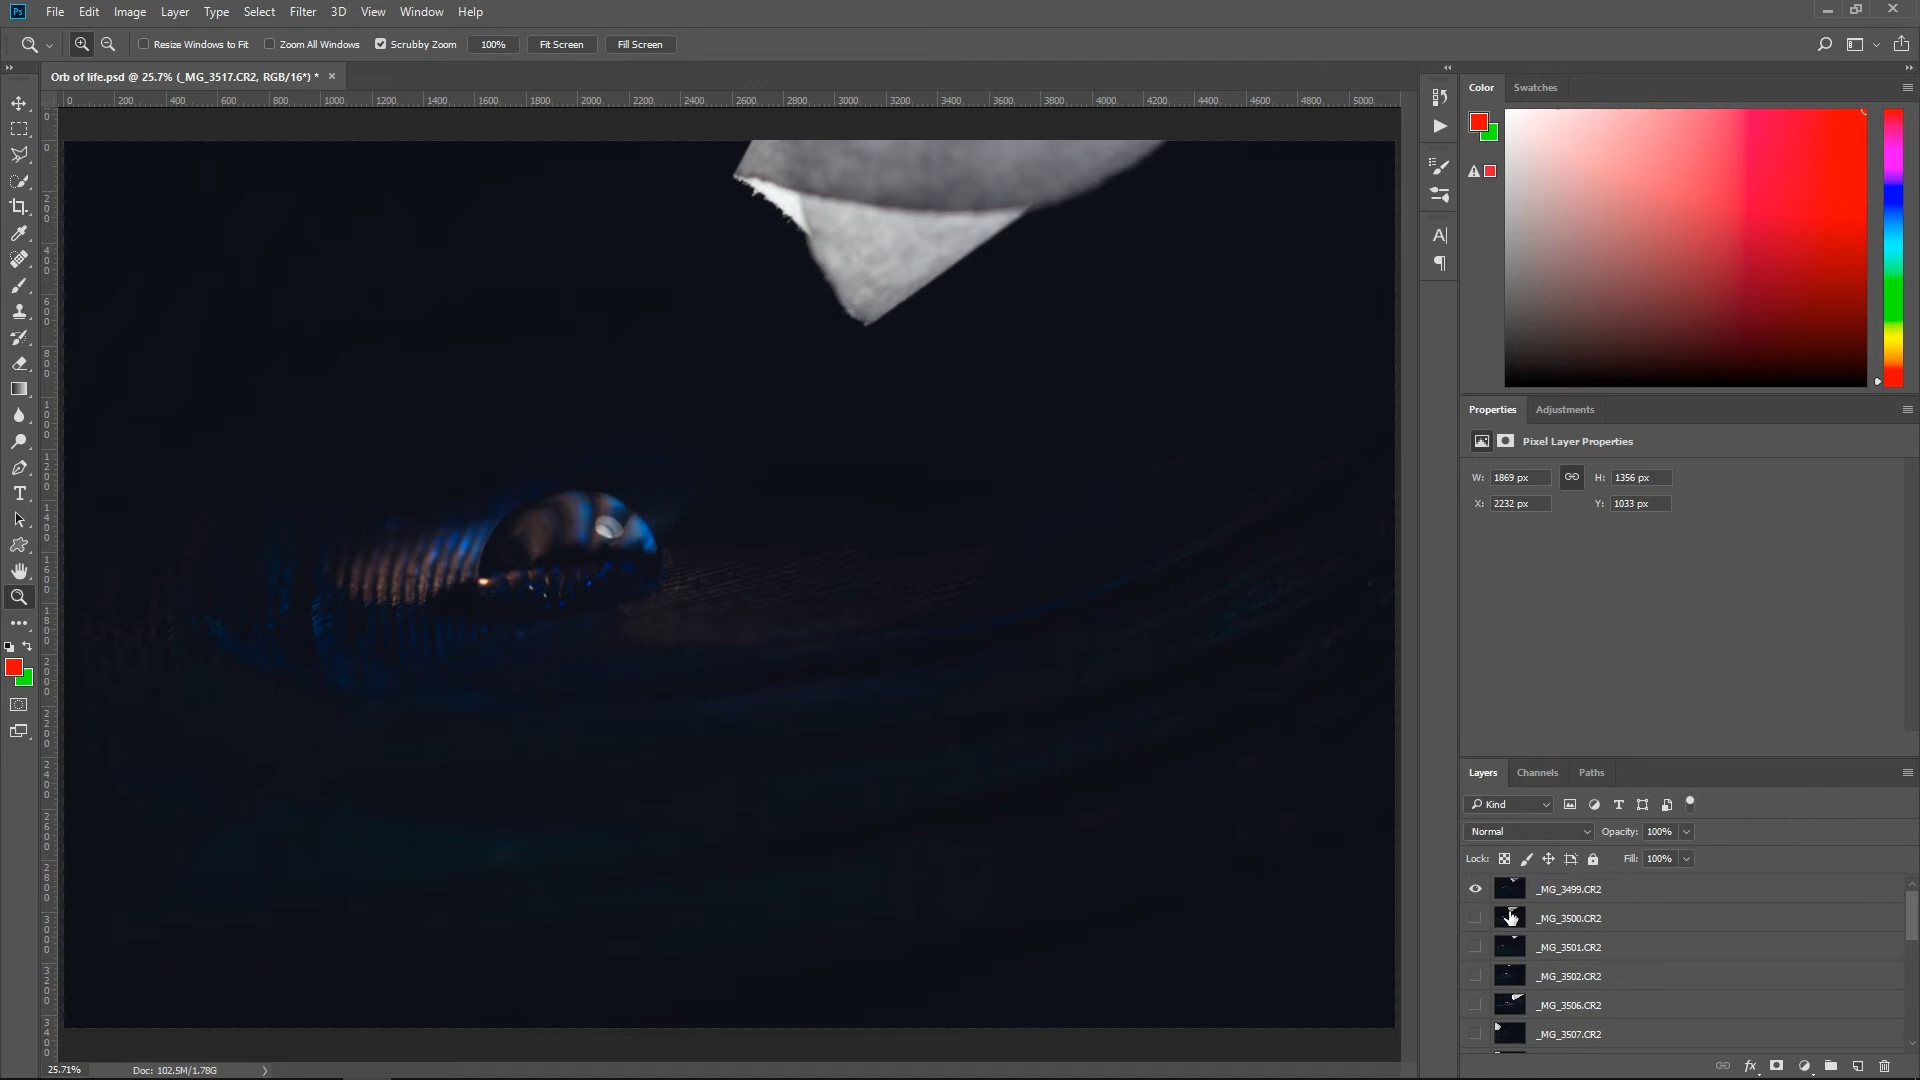 Ps File Edit Image Layer Type Select Filter 3D View Window Help
Resize Windows to Fit Zoom All Windows Scrubby Zoom 100% Fit Screen Fill Screen
Orb of life.psd @ 25.7% (_MG_3517.CR2, RGB/16*) *
0 200 400 600 800 1000 1200 1400 1600 1800 2000 2200 2400 2600 2800 3000 3200 3400 3600 3800 4000 4200 4400 4600 4800 5000
Color Swatches
Properties Adjustments
Pixel Layer Properties
W: 1869 px H: 1356 px
X: 2232 px Y: 1033 px
Layers Channels Paths
Kind
Normal Opacity: 100%
Lock: Fill: 100%
_MG_3499.CR2
_MG_3500.CR2
_MG_3501.CR2
_MG_3502.CR2
_MG_3506.CR2
_MG_3507.CR2
25.71% Doc: 102.5M/1.78G